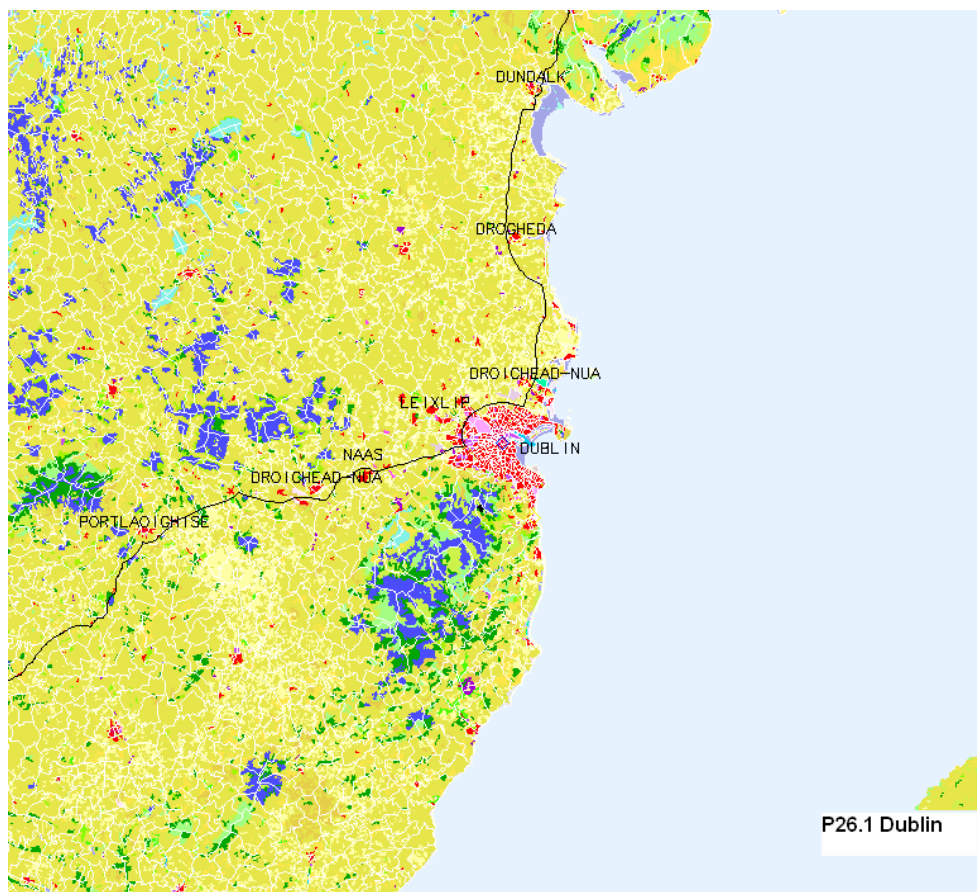 DUNDALK
DROGHEDA
DROICHEAD-NUA
LEIXLIP
DUBLIN
NAAS
DROICHEAD-NUA
PORTLAOIGHISE
P26.1 Dublin